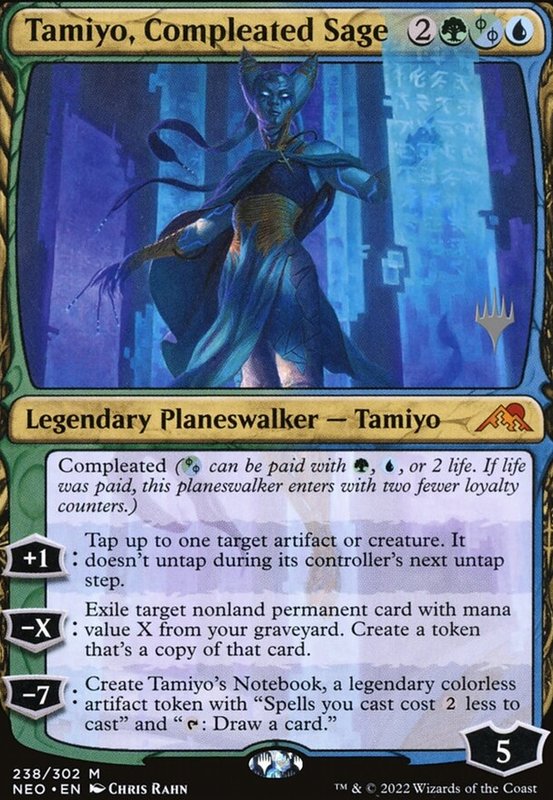 Tamiyo, Compleated Sage 2
Legendary Planeswalker — Tamiyo
Compleated ( can be paid with , , or 2 life. If life
was paid, this planeswalker enters with two fewer loyalty
counters.)
+1 : Tap up to one target artifact or creature. It
doesn't untap during its controller's next untap
step.
−X : Exile target nonland permanent card with mana
value X from your graveyard. Create a token
that's a copy of that card.
−7 : Create Tamiyo's Notebook, a legendary colorless
artifact token with "Spells you cast cost 2 less to
cast" and ": Draw a card."
5
238/302 M
NEO • EN Chris Rahn
™ & © 2022 Wizards of the Coast